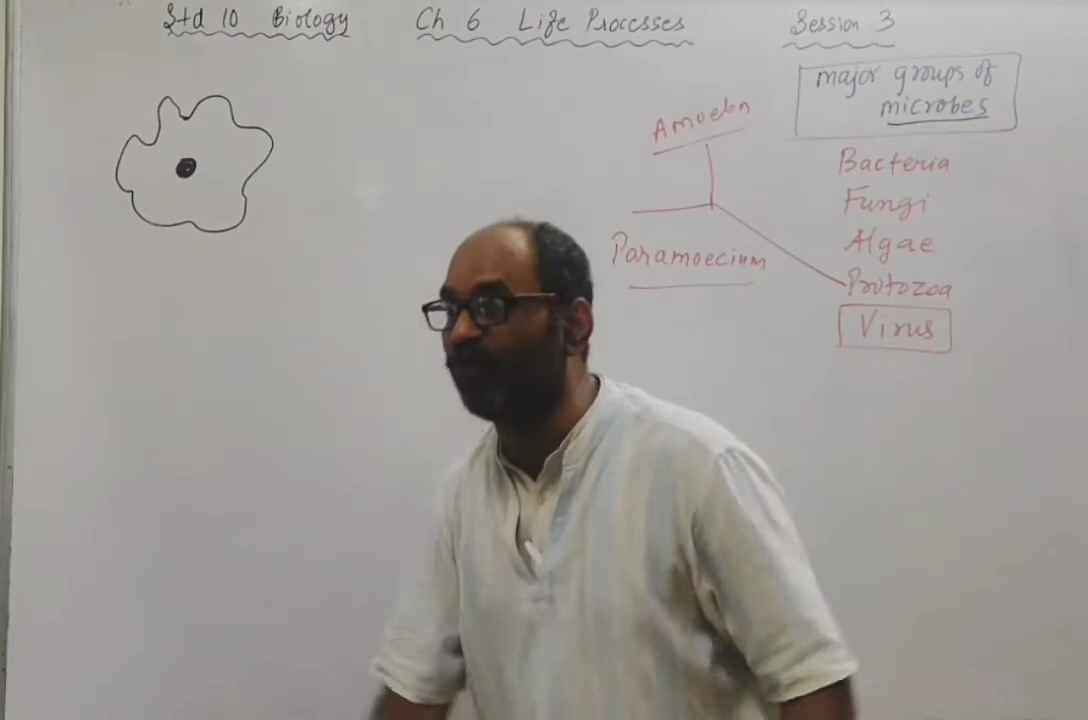 Std 10 Biology Ch 6 Life Processes Session 3
major groups of
microbes
Amoeba
Bacteria
Fungi
Algae
Paramoecium
Protozoa
Virus